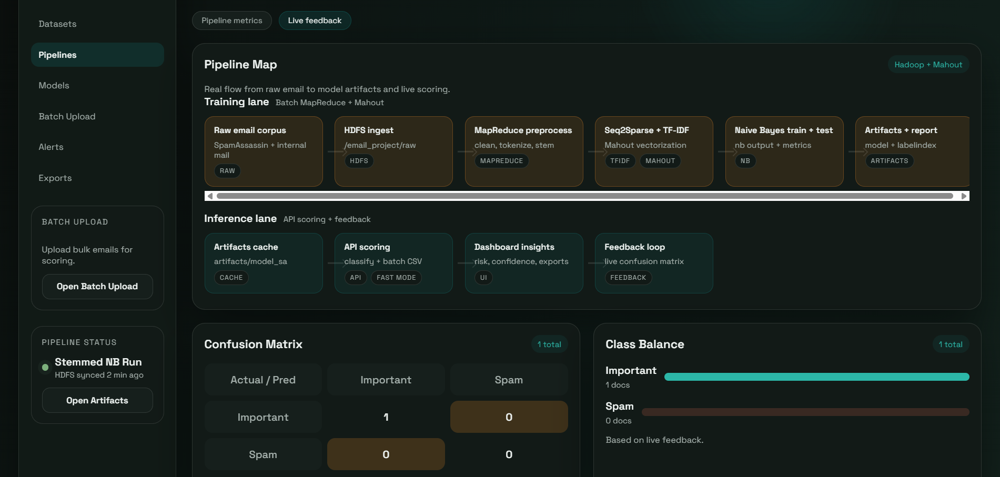 Datasets
Pipelines
Models
Batch Upload
Alerts
Exports
BATCH UPLOAD
Upload bulk emails for
scoring.
Open Batch Upload
PIPELINE STATUS
Stemmed NB Run
HDFS synced 2 min ago
Open Artifacts
Pipeline metrics
Live feedback
Pipeline Map
Hadoop + Mahout
Real flow from raw email to model artifacts and live scoring.
Training lane Batch MapReduce + Mahout
Raw email corpus
SpamAssassin + internal
mail
RAW
HDFS ingest
/email_project/raw
HDFS
MapReduce preprocess
clean, tokenize, stem
MAPREDUCE
Seq2Sparse + TF-IDF
Mahout vectorization
TFIDF MAHOUT
Naive Bayes train + test
nb output + metrics
NB
Artifacts + report
model + labelindex
ARTIFACTS
Inference lane API scoring + feedback
Artifacts cache
artifacts/model_sa
CACHE
API scoring
classify + batch CSV
API FAST MODE
Dashboard insights
risk, confidence, exports
UI
Feedback loop
live confusion matrix
FEEDBACK
Confusion Matrix
1 total
Actual / Pred Important Spam
Important 1 0
Spam 0 0
Class Balance
1 total
Important
1 docs
Spam
0 docs
Based on live feedback.